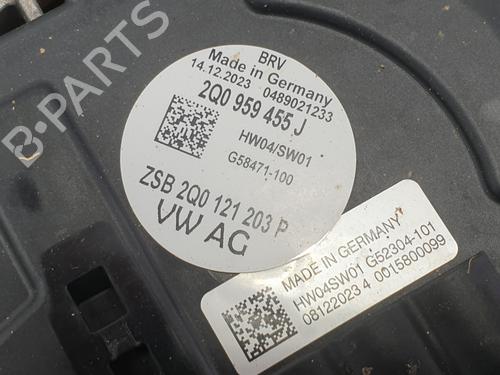 B-PARTS
BRV
Made in Germany
14.12.2023 0489021233
2Q0 959 455 J
HW04/SW01
G58471-100
ZSB 2Q0 121 203 P
VW AG
MADE IN GERMANY
HW04SW01 G52304-101
08122023 4 0015800099